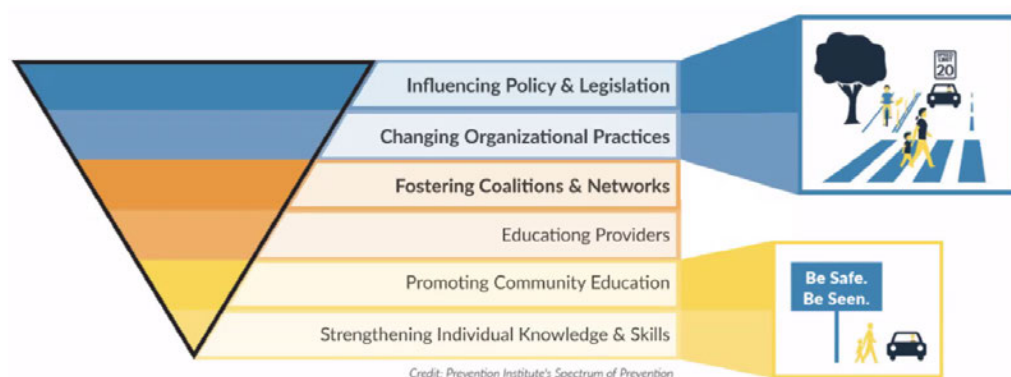 Influencing Policy & Legislation
Changing Organizational Practices
Fostering Coalitions & Networks
Educationg Providers
Promoting Community Education
Strengthening Individual Knowledge & Skills
Credit: Prevention Institute's Spectrum of Prevention
SPEED
LIMIT
20
Be Safe.
Be Seen.